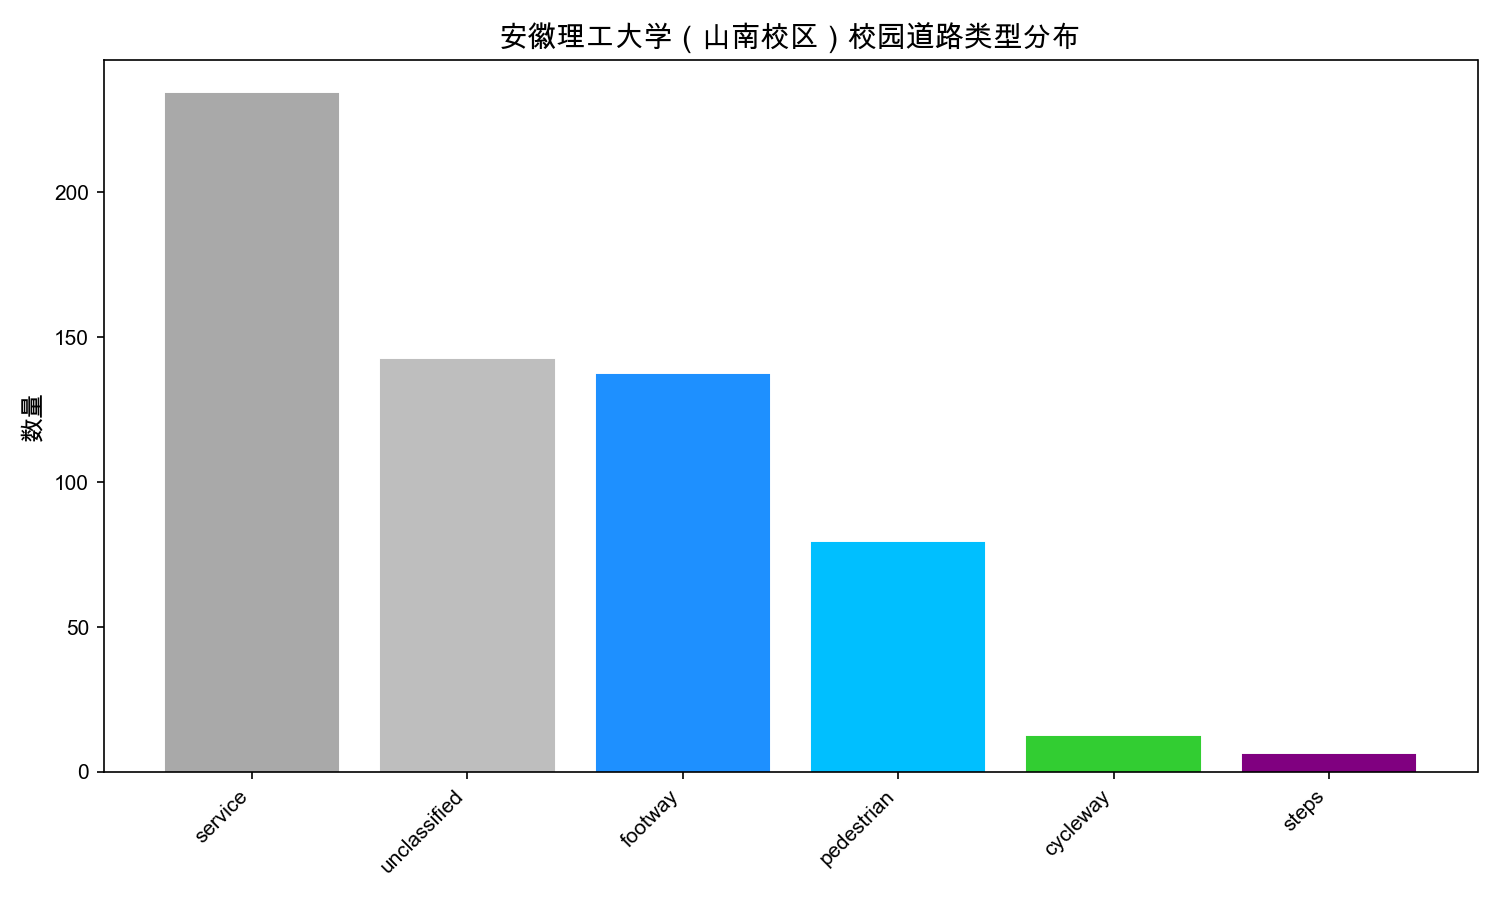 安徽理工大学（山南校区）校园道路类型分布
数量
200
150
100
50
0
service
unclassified
footway
pedestrian
cycleway
steps